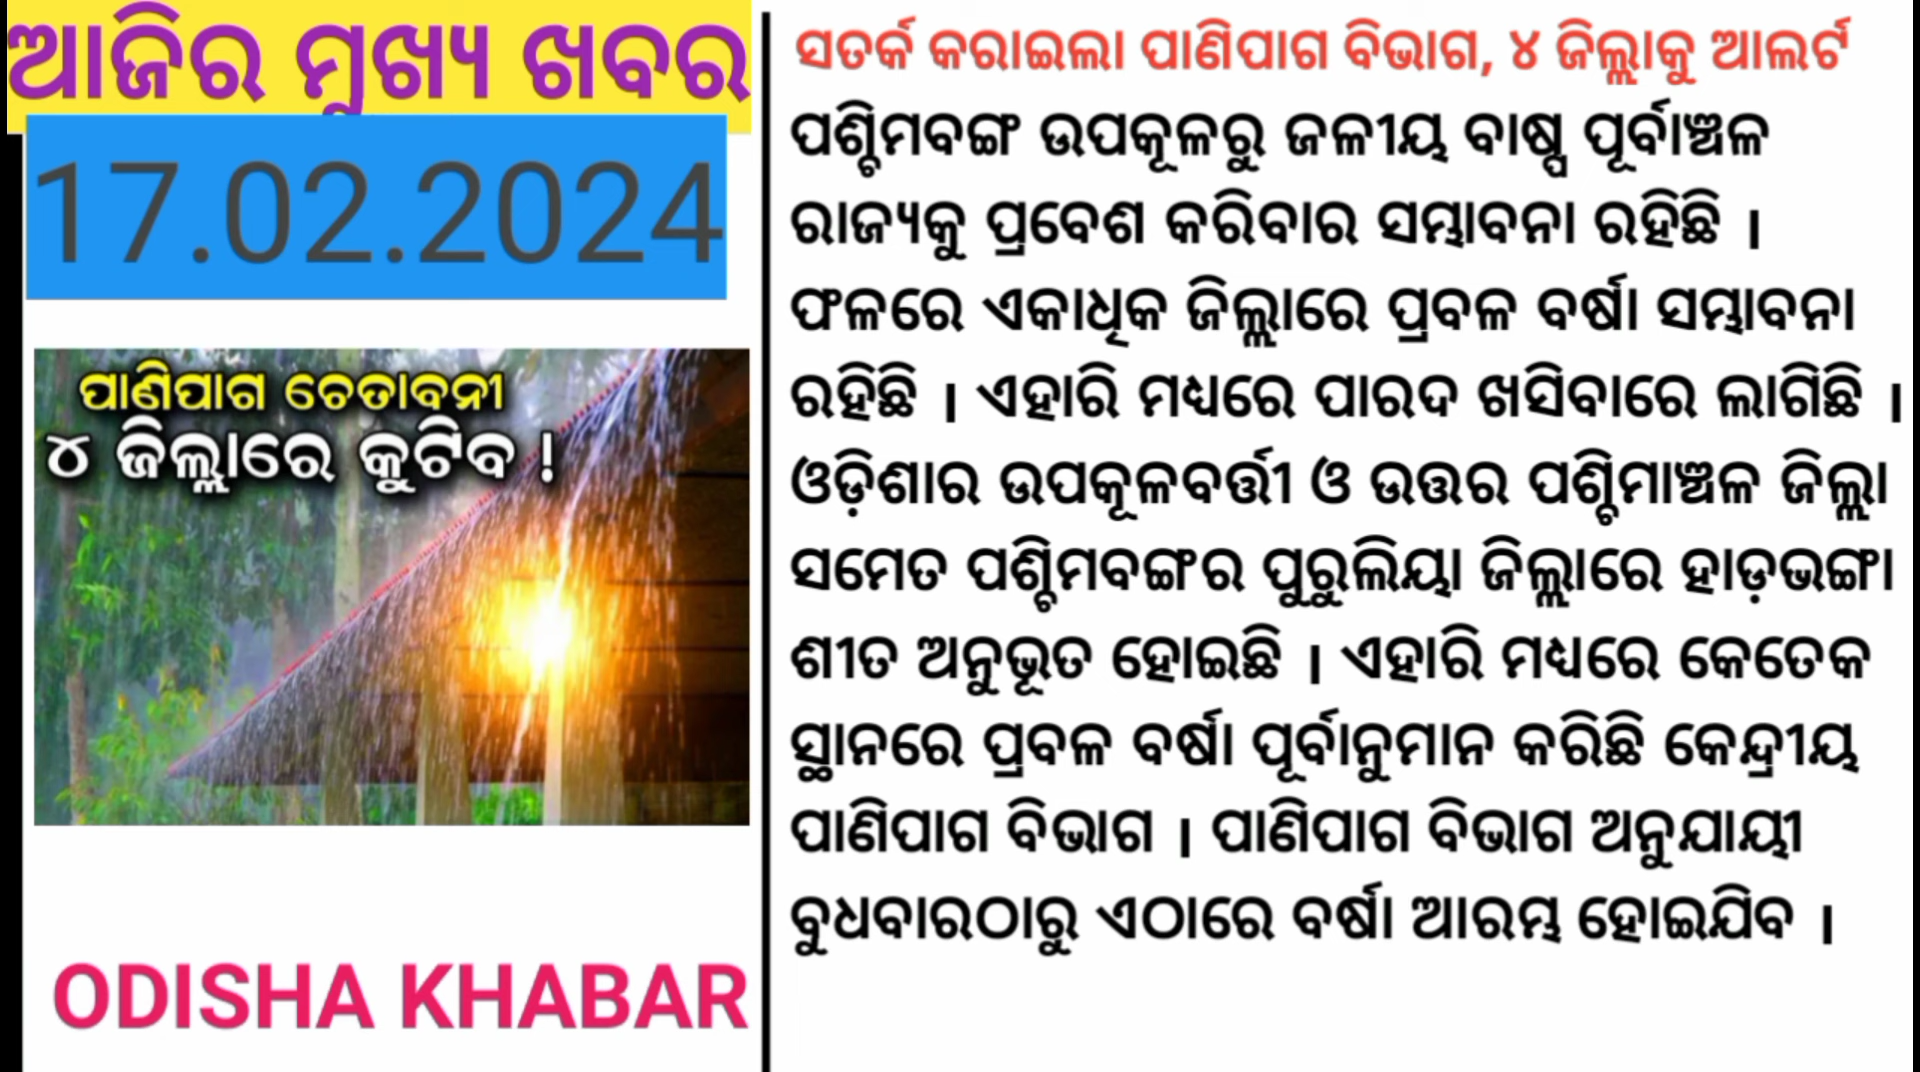 ଆଜିର ମୁଖ୍ୟ ଖବର
17.02.2024
ପାଣିପାଗ ଚେତାବନୀ
୪ ଜିଲ୍ଲାରେ କୁଟିବ !
ODISHA KHABAR
ସତର୍କ କରାଇଲା ପାଣିପାଗ ବିଭାଗ, ୪ ଜିଲ୍ଲାକୁ ଆଲର୍ଟ
ପଶ୍ଚିମବଙ୍ଗ ଉପକୂଳରୁ ଜଳୀୟ ବାଷ୍ପ ପୂର୍ବାଞ୍ଚଳ
ରାଜ୍ୟକୁ ପ୍ରବେଶ କରିବାର ସମ୍ଭାବନା ରହିଛି ।
ଫଳରେ ଏକାଧିକ ଜିଲ୍ଲାରେ ପ୍ରବଳ ବର୍ଷା ସମ୍ଭାବନା
ରହିଛି । ଏହାରି ମଧ୍ୟରେ ପାରଦ ଖସିବାରେ ଲାଗିଛି ।
ଓଡ଼ିଶାର ଉପକୂଳବର୍ତ୍ତୀ ଓ ଉତ୍ତର ପଶ୍ଚିମାଞ୍ଚଳ ଜିଲ୍ଲା
ସମେତ ପଶ୍ଚିମବଙ୍ଗର ପୁରୁଲିୟା ଜିଲ୍ଲାରେ ହାଡ଼ଭଙ୍ଗା
ଶୀତ ଅନୁଭୂତ ହୋଇଛି । ଏହାରି ମଧ୍ୟରେ କେତେକ
ସ୍ଥାନରେ ପ୍ରବଳ ବର୍ଷା ପୂର୍ବାନୁମାନ କରିଛି କେନ୍ଦ୍ରୀୟ
ପାଣିପାଗ ବିଭାଗ । ପାଣିପାଗ ବିଭାଗ ଅନୁଯାୟୀ
ବୁଧବାରଠାରୁ ଏଠାରେ ବର୍ଷା ଆରମ୍ଭ ହୋଇଯିବ ।